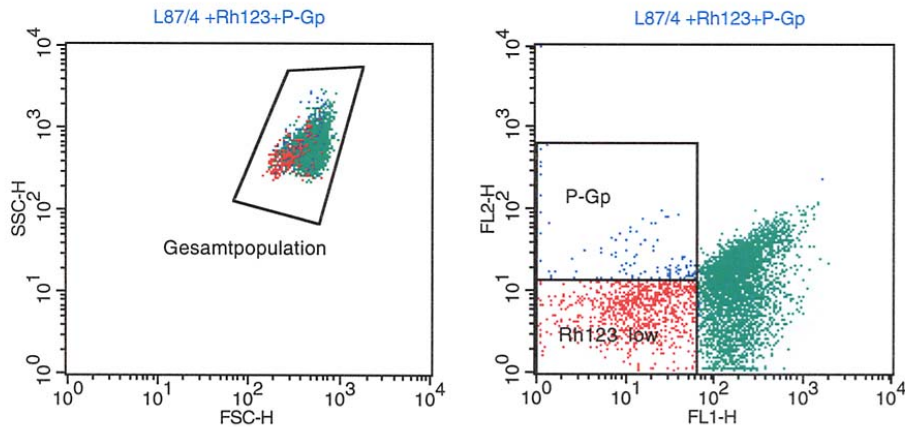 L87/4 +Rh123+P-Gp
10^4
10^3
10^2
10^1
10^0
SSC-H
Gesamtpopulation
10^0 10^1 10^2 10^3 10^4
FSC-H
L87/4 +Rh123+P-Gp
10^4
10^3
10^2
10^1
10^0
FL2-H
P-Gp
Rh123 low
10^0 10^1 10^2 10^3 10^4
FL1-H